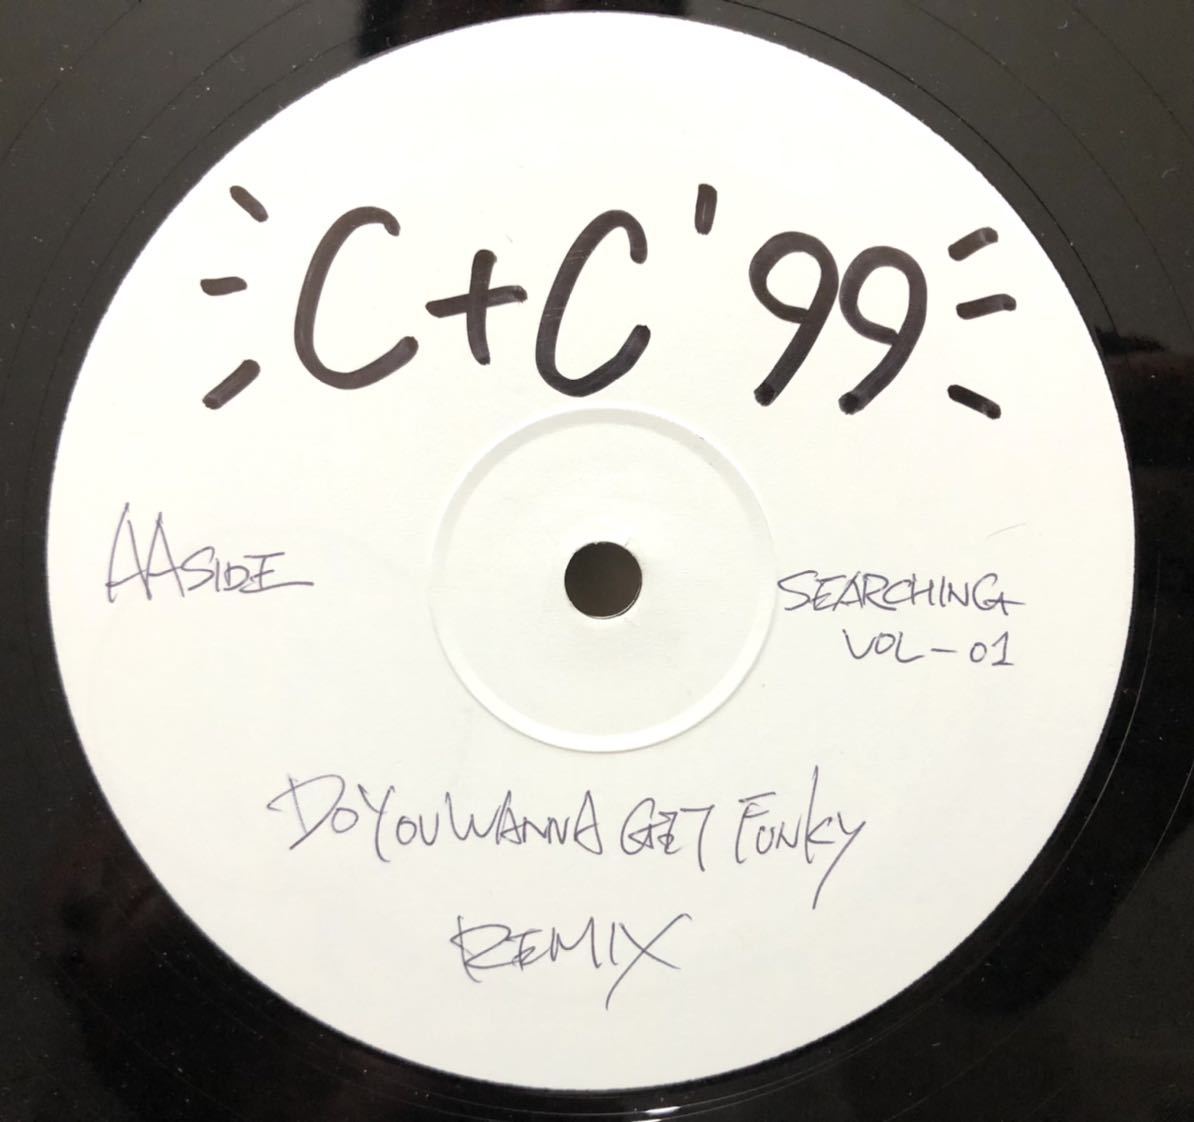 C+C '99
AA SIDE
SEARCHING
VOL-01
DO YOU WANNA GET FUNKY
REMIX